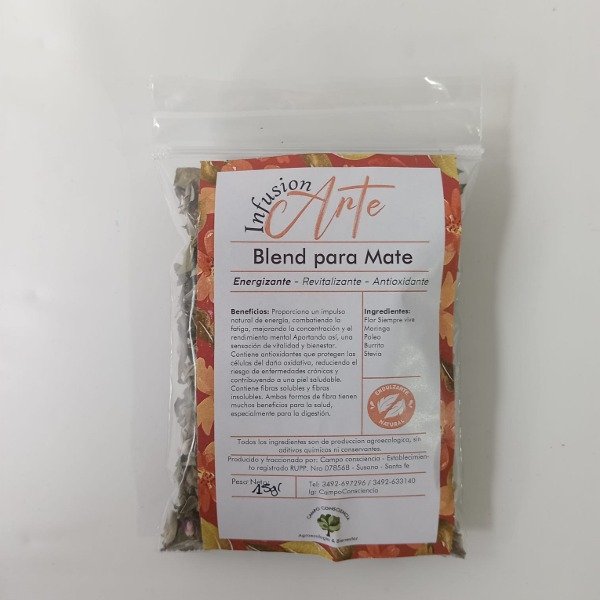 Infusion Arte
Blend para Mate
Energizante - Revitalizante - Antioxidante
Beneficios: Proporciona un impulso
natural de energía, combatiendo la
fatiga, mejorando la concentración y el
rendimiento mental Aportando así, una
sensación de vitalidad y bienestar.
Contiene antioxidantes que protegen las
células del daño oxidativo, reduciendo el
riesgo de enfermedades crónicas y
contribuyendo a una piel saludable.
Contiene fibras solubles y fibras
insolubles. Ambas formas de fibra tienen
muchos beneficios para la salud,
especialmente para la digestión.
Ingredientes:
Flor Siempre viva
Moringa
Poleo
Burrito
Stevia
ENDULZANTE
NATURAL
Todos los ingredientes son de produccion agroecologica, sin
aditivos químicos ni conservantes.
Producido y fraccionado por: Campo consciencia - Establecimien-
to registrado RUPP. Nro 078568 - Susana - Santa fe
Peso Neto: 15gr
Tel: 3492-697296 / 3492-633140
Ig: CampoConsciencia
CAMPO CONSCIENCIA
Agroecología & Bienestar